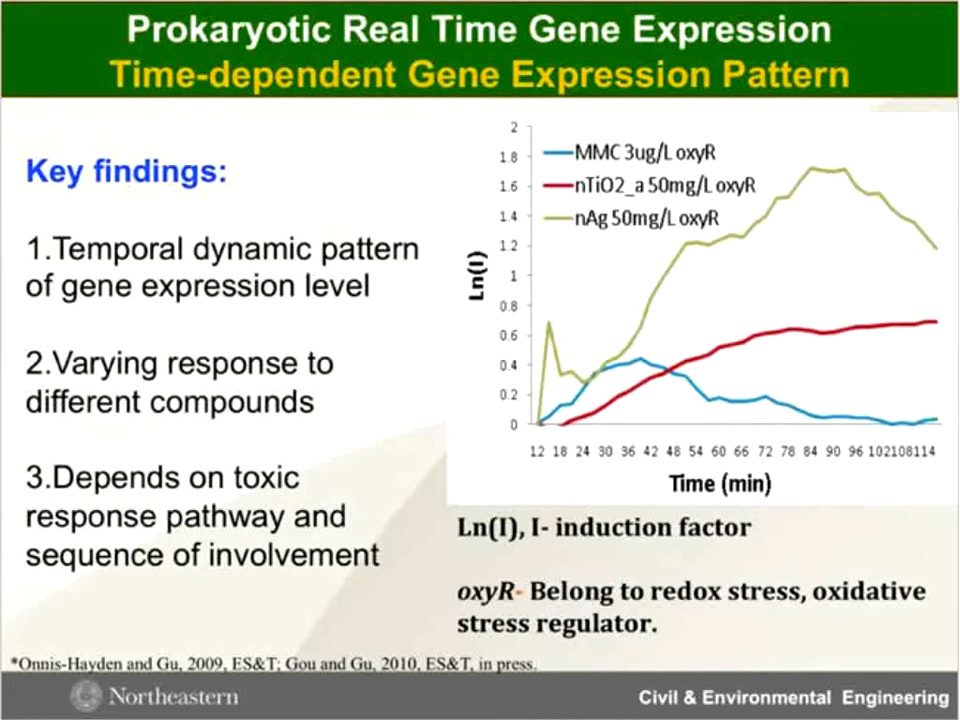 Prokaryotic Real Time Gene Expression
Time-dependent Gene Expression Pattern
Key findings:
1.Temporal dynamic pattern
of gene expression level
2.Varying response to
different compounds
3.Depends on toxic
response pathway and
sequence of involvement
2
1.8
1.6
1.4
1.2
1
0.8
0.6
0.4
0.2
0
Ln(I)
MMC 3ug/L oxyR
nTiO2_a 50mg/L oxyR
nAg 50mg/L oxyR
12 18 24 30 36 42 48 54 60 66 72 78 84 90 96 102108114
Time (min)
Ln(I), I- induction factor
oxyR- Belong to redox stress, oxidative
stress regulator.
*Onnis-Hayden and Gu, 2009, ES&T; Gou and Gu, 2010, ES&T, in press.
Northeastern
Civil & Environmental Engineering